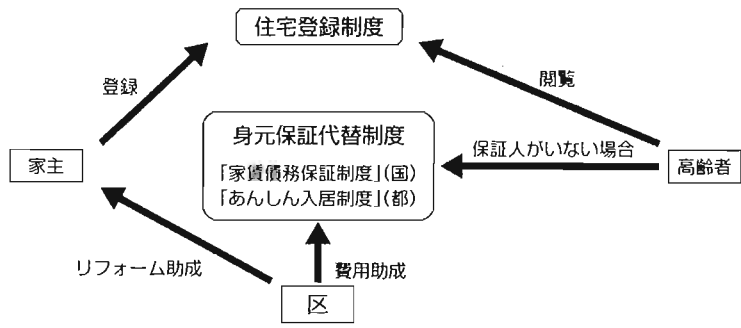 住宅登録制度
登録
閲覧
身元保証代替制度
「家賃債務保証制度」(国)
「あんしん入居制度」(都)
保証人がいない場合
家主
高齢者
リフォーム助成
費用助成
区